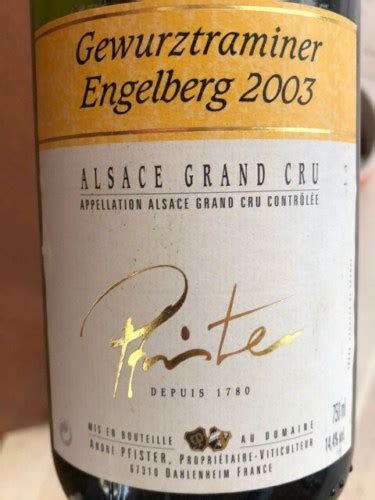 Gewurztraminer
Engelberg 2003
ALSACE GRAND CRU
APPELLATION ALSACE GRAND CRU CONTRÔLÉE
Pfister
DEPUIS 1780
MIS EN BOUTEILLE AU DOMAINE
ANDRÉ PFISTER, PROPRIÉTAIRE-VITICULTEUR
67310 DAHLENHEIM FRANCE
750 ml
14,4% vol.